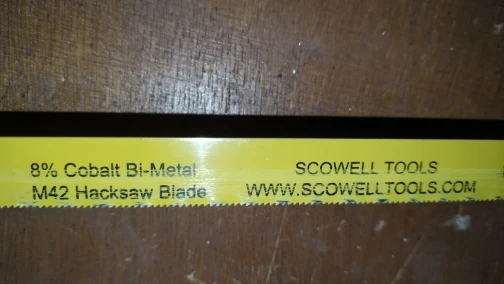 8% Cobalt Bi-Metal
M42 Hacksaw Blade
SCOWELL TOOLS
WWW.SCOWELLTOOLS.COM